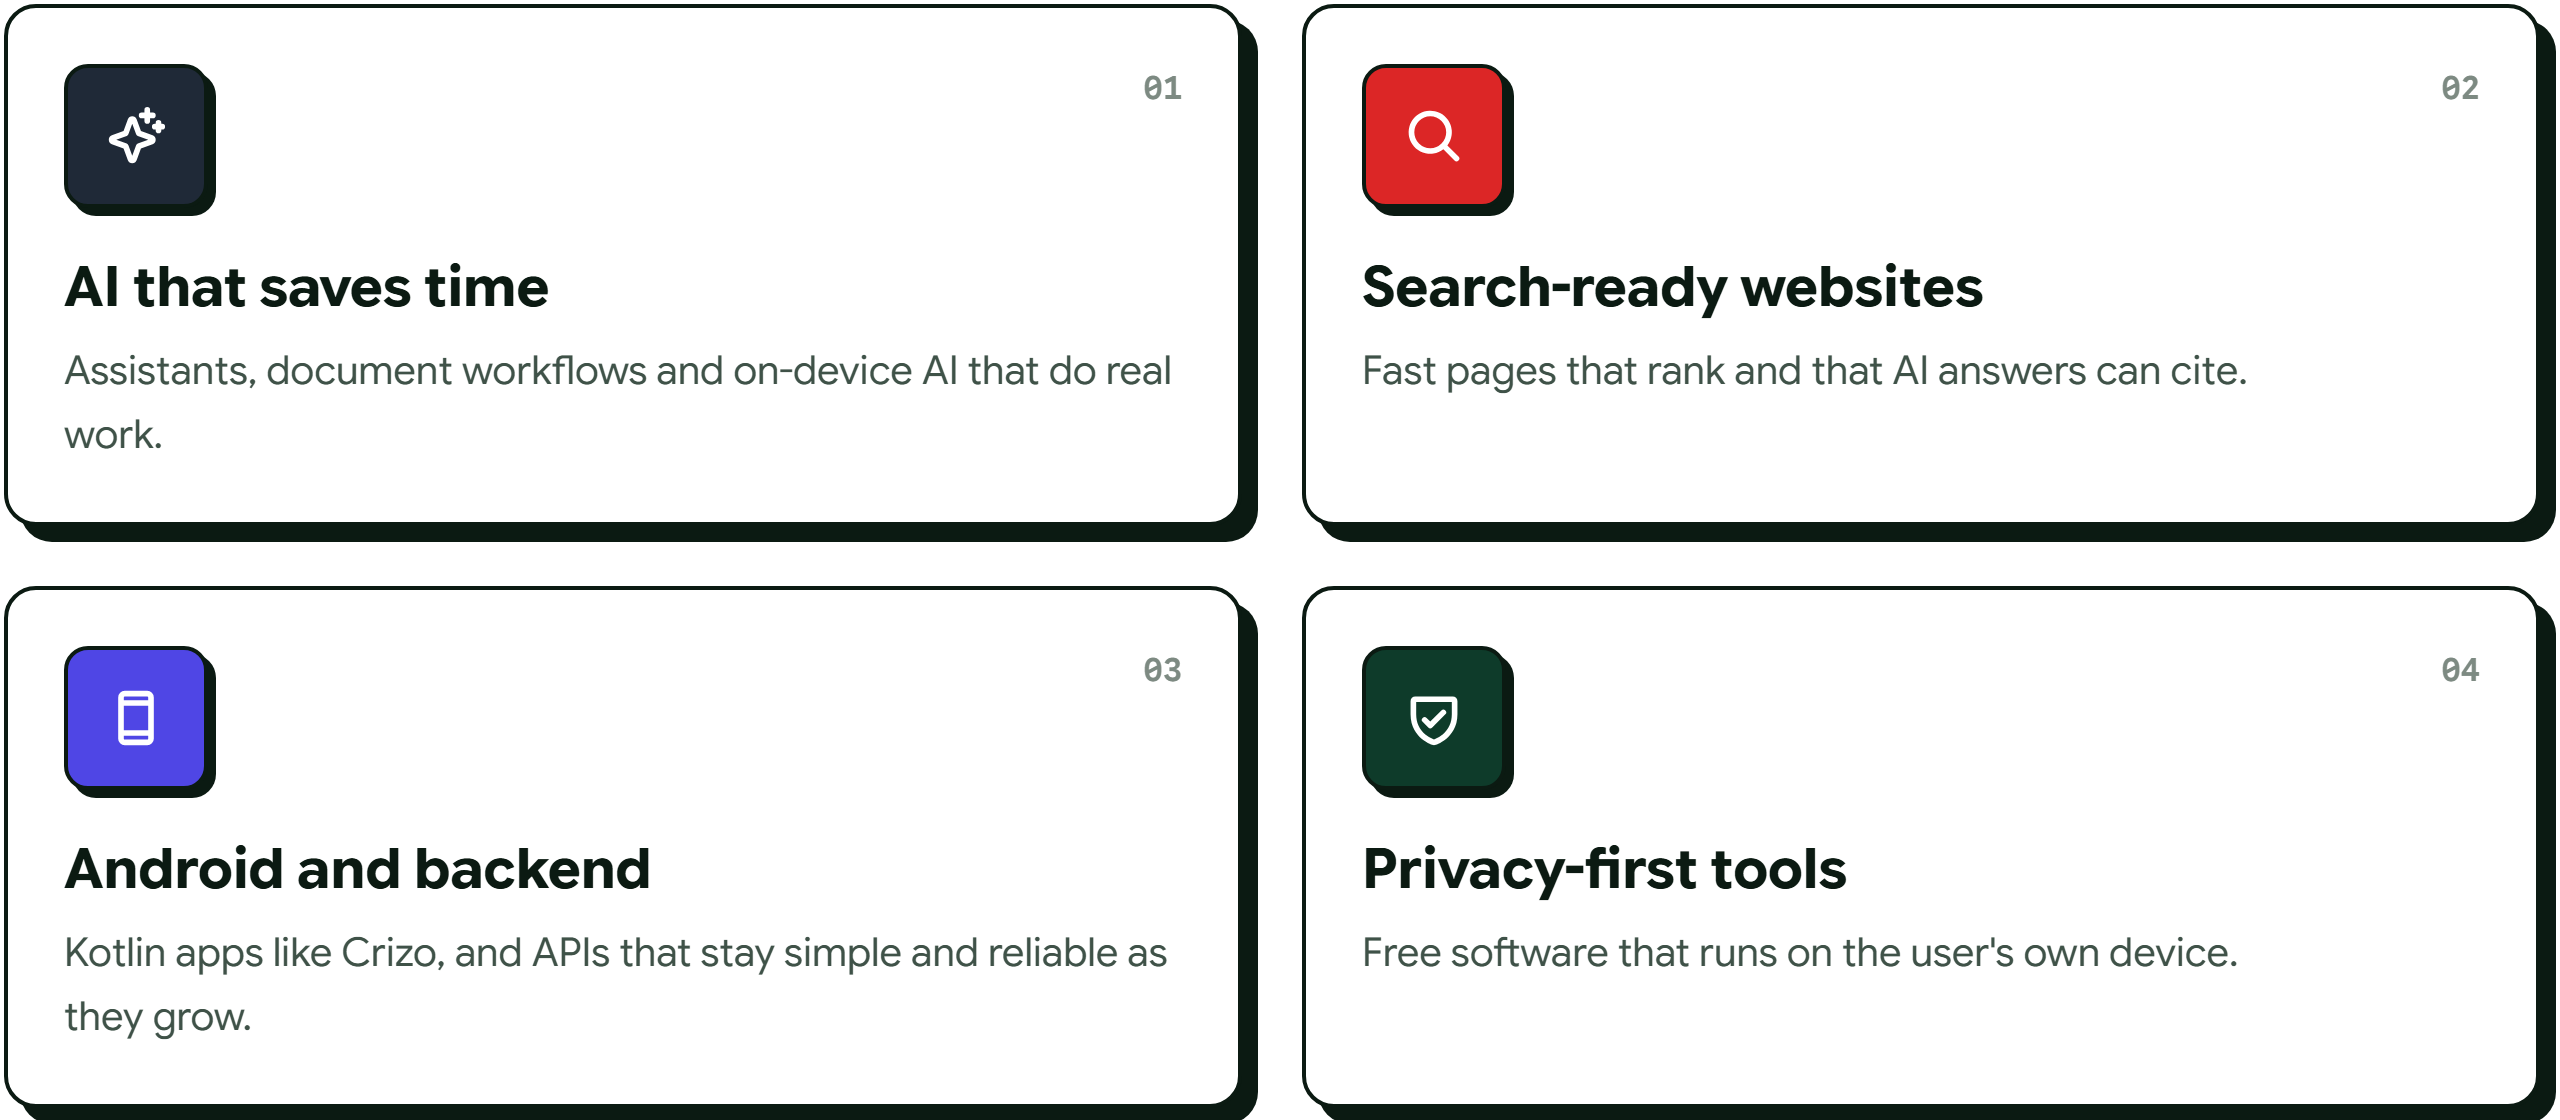 01
AI that saves time
Assistants, document workflows and on-device AI that do real
work.
02
Search-ready websites
Fast pages that rank and that AI answers can cite.
03
Android and backend
Kotlin apps like Crizo, and APIs that stay simple and reliable as
they grow.
04
Privacy-first tools
Free software that runs on the user's own device.